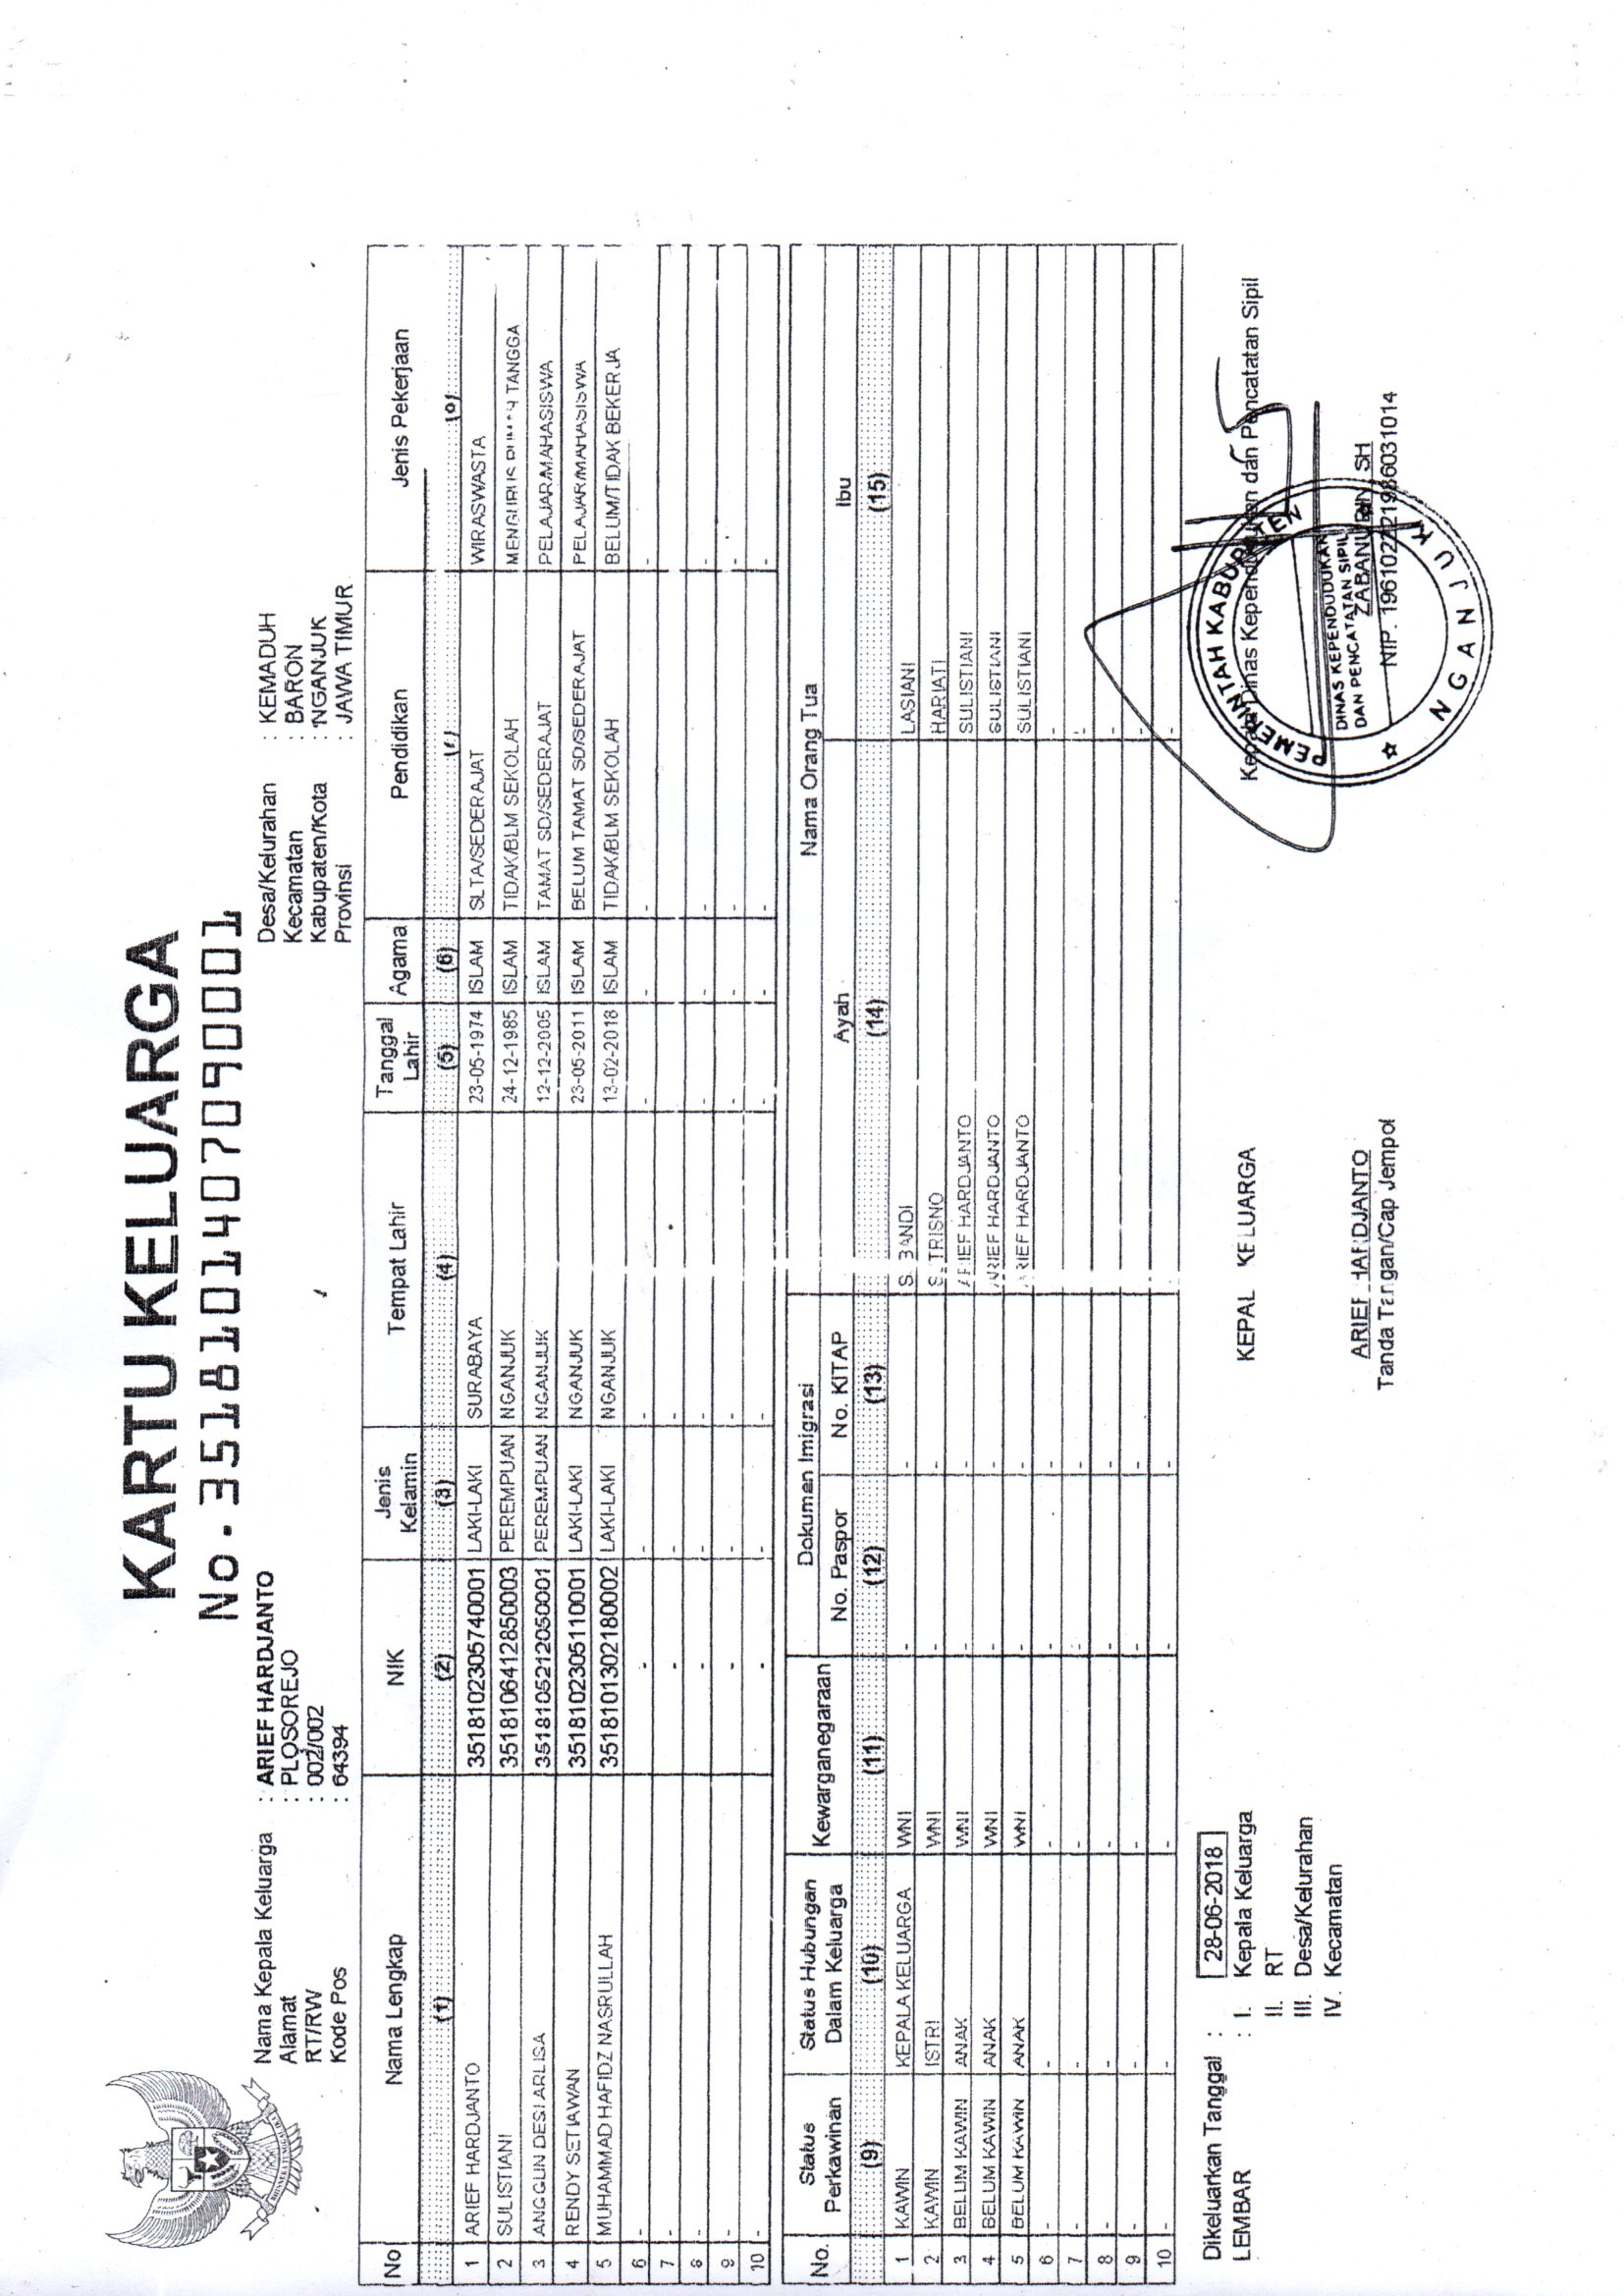 KARTU KELUARGA
No. 3518101407090001
Nama Kepala Keluarga : ARIEF HARDJANTO
Alamat : PLOSOREJO
RT/RW : 002/002
Kode Pos : 64394
Desa/Kelurahan : KEMADUH
Kecamatan : BARON
Kabupaten/Kota : NGANJUK
Provinsi : JAWA TIMUR
No Nama Lengkap NIK Jenis Kelamin Tempat Lahir Tanggal Lahir Agama Pendidikan Jenis Pekerjaan
(1) (2) (3) (4) (5) (6)
1 ARIEF HARDJANTO 3518102305740001 LAKI-LAKI SURABAYA 23-05-1974 ISLAM SLTA/SEDERAJAT WIRASWASTA
2 SULISTIANI 3518106412850003 PEREMPUAN NGANJUK 24-12-1985 ISLAM TIDAK/BLM SEKOLAH MENGURUS TANGGA
3 ANGGUN DESI ARLISA 3518105212050001 PEREMPUAN NGANJUK 12-12-2005 ISLAM TAMAT SD/SEDERAJAT PELAJAR/MAHASISWA
4 RENDY SETIAWAN 3518102305110001 LAKI-LAKI NGANJUK 23-05-2011 ISLAM BELUM TAMAT SD/SEDERAJAT PELAJAR/MAHASISWA
5 MUHAMMAD HAFIDZ NASRULLAH 3518101302180002 LAKI-LAKI NGANJUK 13-02-2018 ISLAM TIDAK/BLM SEKOLAH BELUM/TIDAK BEKERJA
6 - - - - - - - -
7 - - - - - - - -
8 - - - - - - - -
9 - - - - - - - -
10 - - - - - - - -
No. Status Perkawinan Status Hubungan Dalam Keluarga Kewarganegaraan Dokumen Imigrasi Nama Orang Tua
No. Paspor No. KITAP Ayah Ibu
(9) (10) (11) (12) (13) (14) (15)
1 KAWIN KEPALA KELUARGA WNI - - LASIANI
2 KAWIN ISTRI WNI - - HARIATI
3 BELUM KAWIN ANAK WNI - - ARIEF HARDJANTO SULISTIANI
4 BELUM KAWIN ANAK WNI - - ARIEF HARDJANTO SULISTIANI
5 BELUM KAWIN ANAK WNI - - ARIEF HARDJANTO SULISTIANI
6 - - - - - -
7 - - - - - -
8 - - - - - -
9 - - - - - -
10 - - - - - -
Dikeluarkan Tanggal : 28-06-2018
LEMBAR : I. Kepala Keluarga
II. RT
III. Desa/Kelurahan
IV. Kecamatan
KEPAL KELUARGA
ARIEF HARDJANTO
Tanda Tangan/Cap Jempol
Kepala Dinas Kependudukan dan Pencatatan Sipil
PEMERINTAH KABUPATEN
DINAS KEPENDUDUKAN
DAN PENCATATAN SIPIL
NGANJUK
ZABANUDIN, SH
NIP. 196102221986031014